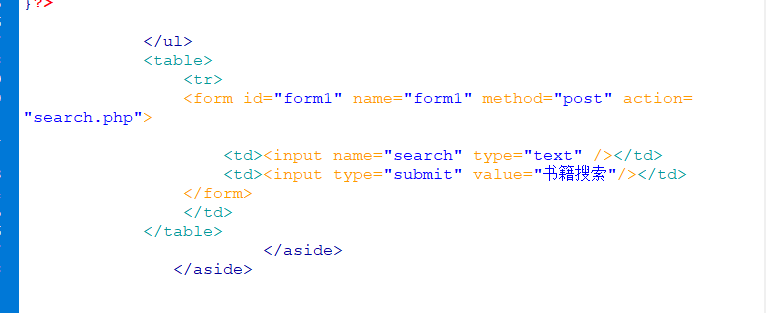 }?>
</ul>
<table>
<tr>
<form id="form1" name="form1" method="post" action=
"search.php">
<td><input name="search" type="text" /></td>
<td><input type="submit" value="书籍搜索"/></td>
</form>
</td>
</table>
</aside>
</aside>